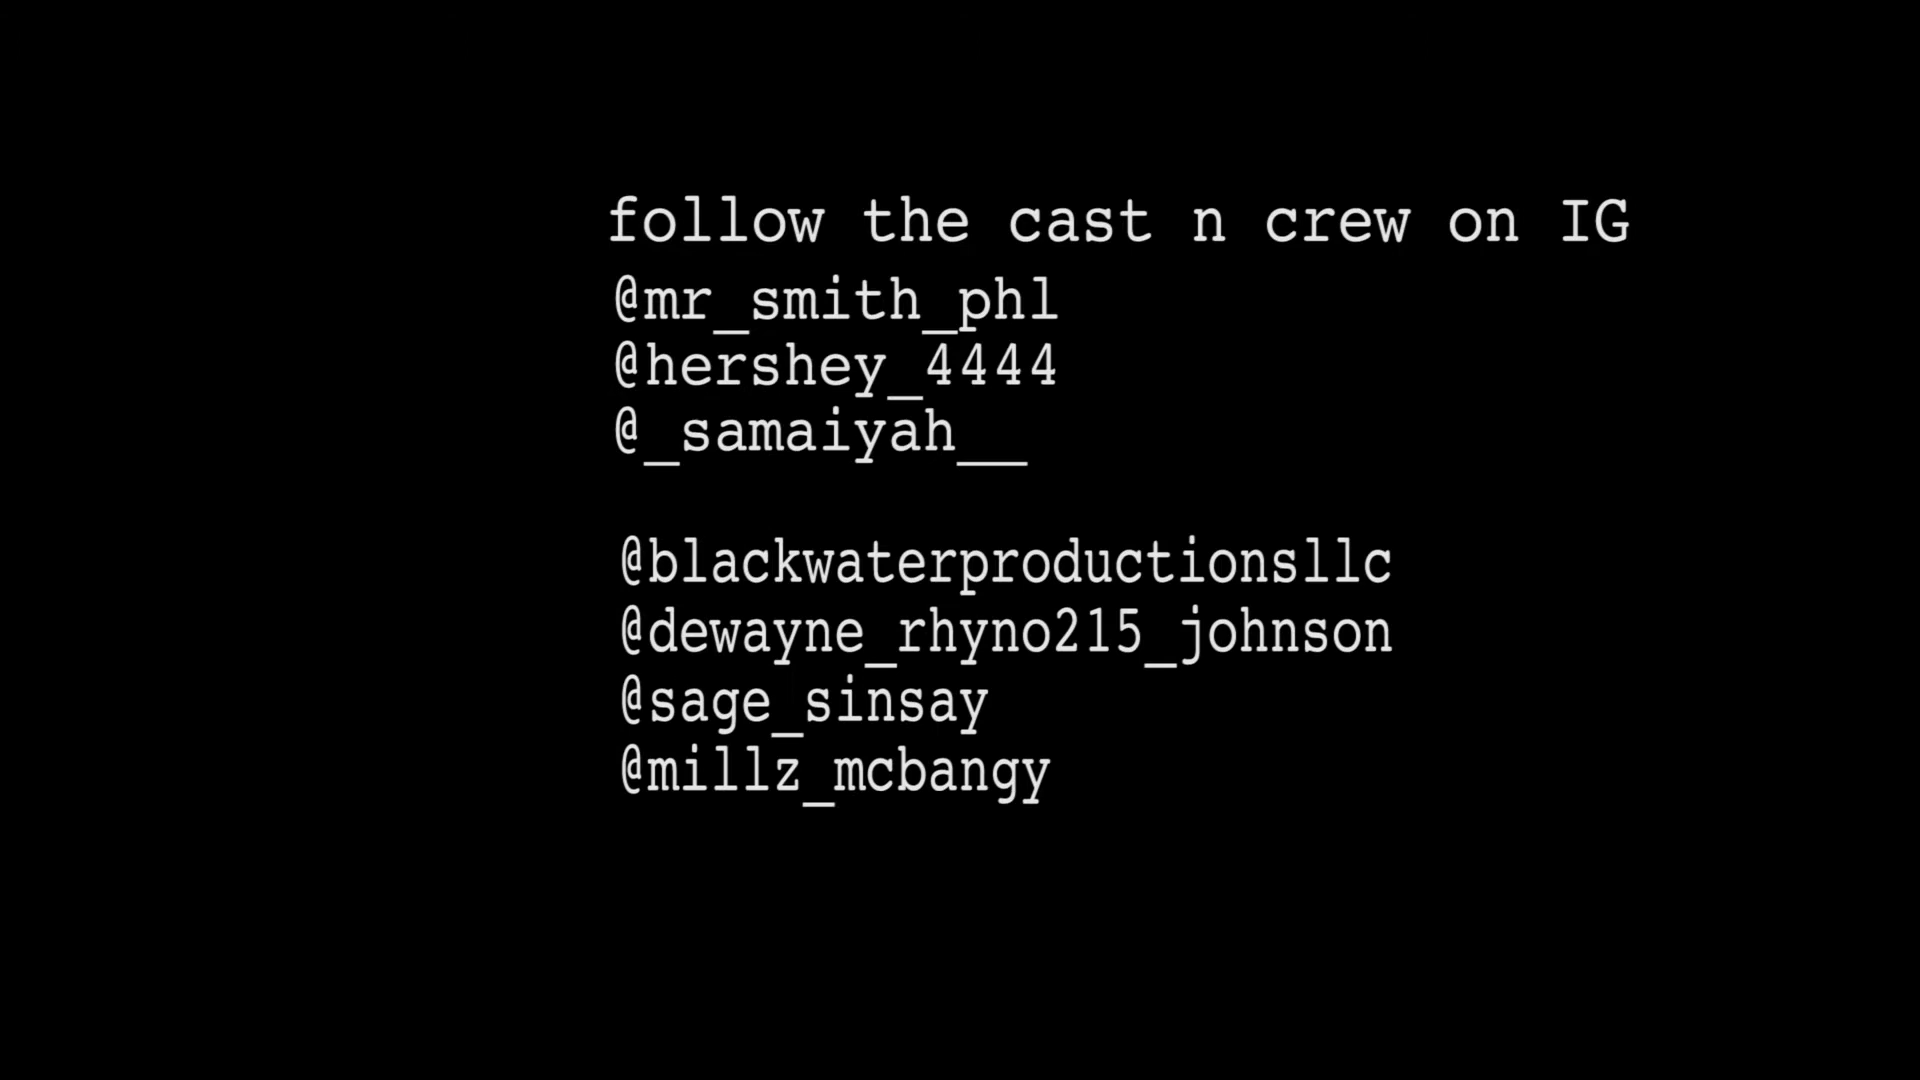 follow the cast n crew on IG
@mr_smith_phl
@hershey_4444
@_samaiyah__
@blackwaterproductionsllc
@dewayne_rhyno215_johnson
@sage_sinsay
@millz_mcbangy